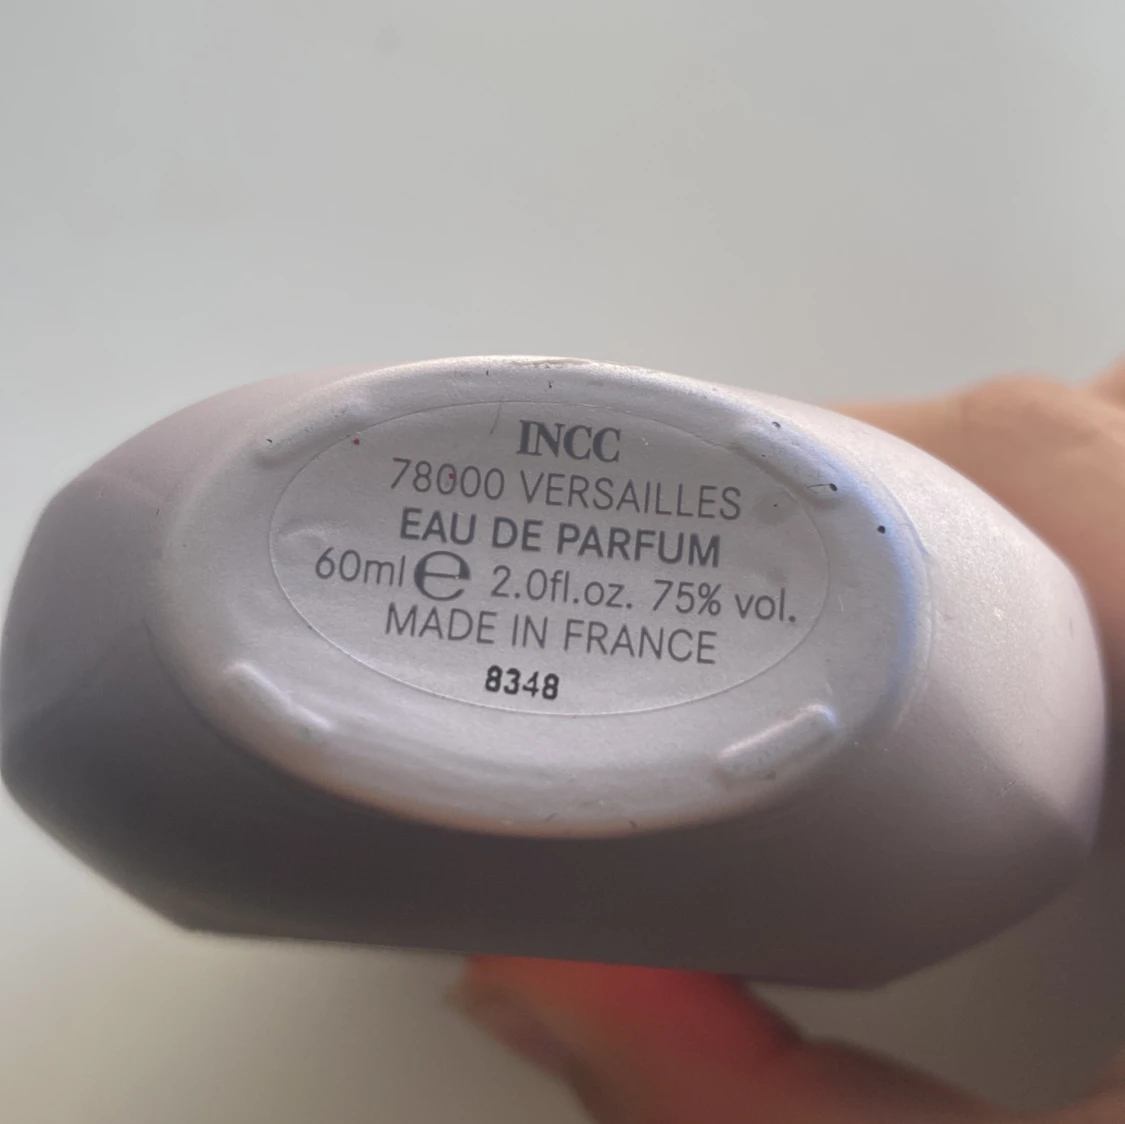 INCC
78000 VERSAILLES
EAU DE PARFUM
60ml ℮ 2.0fl.oz. 75% vol.
MADE IN FRANCE
8348